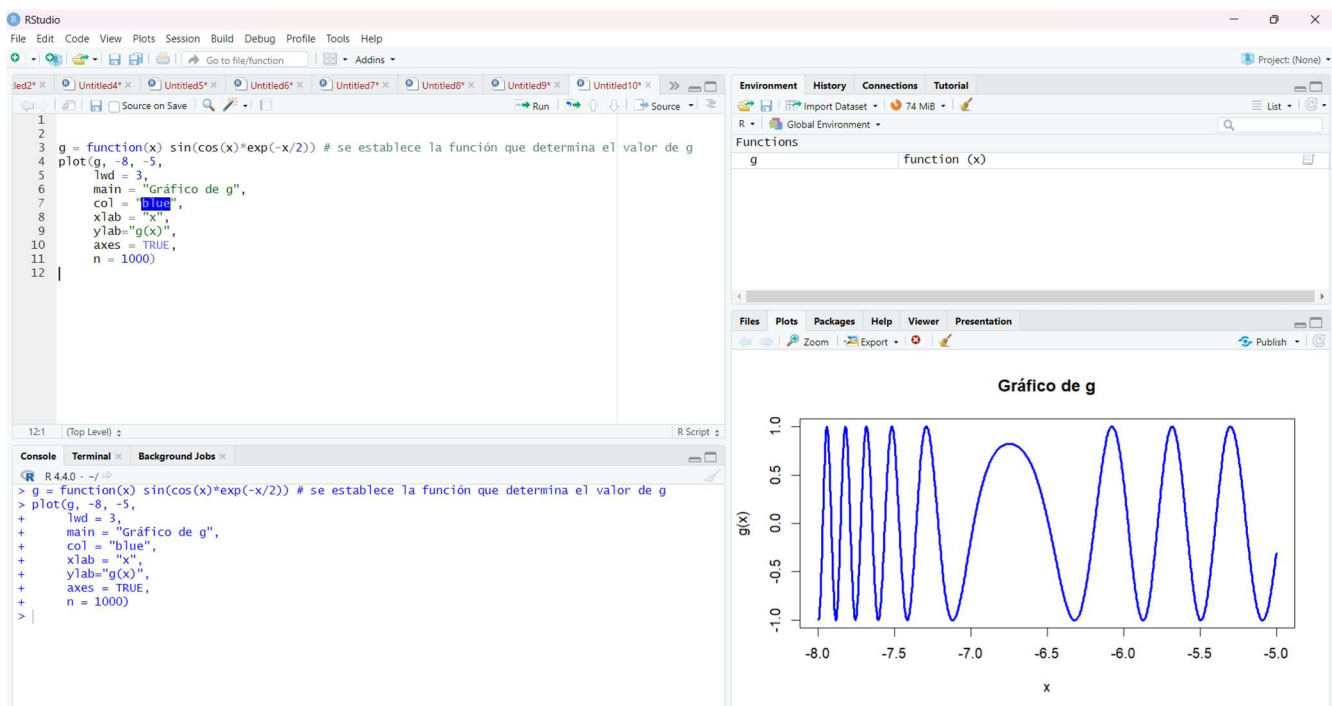 RStudio
File Edit Code View Plots Session Build Debug Profile Tools Help
Go to file/function Addins Project: (None)
led2* Untitled4* Untitled5* Untitled6* Untitled7* Untitled8* Untitled9* Untitled10*
Source on Save Run Source
1
2
3 g = function(x) sin(cos(x)*exp(-x/2)) # se establece la función que determina el valor de g
4 plot(g, -8, -5,
5 lwd = 3,
6 main = "Gráfico de g",
7 col = "blue",
8 xlab = "x",
9 ylab="g(x)",
10 axes = TRUE,
11 n = 1000)
12
12:1 (Top Level) R Script
Console Terminal Background Jobs
R 4.4.0 · ~/
> g = function(x) sin(cos(x)*exp(-x/2)) # se establece la función que determina el valor de g
> plot(g, -8, -5,
+ lwd = 3,
+ main = "Gráfico de g",
+ col = "blue",
+ xlab = "x",
+ ylab="g(x)",
+ axes = TRUE,
+ n = 1000)
>
Environment History Connections Tutorial
Import Dataset 74 MiB List
R Global Environment
Functions
g function (x)
Files Plots Packages Help Viewer Presentation
Zoom Export Publish
Gráfico de g
g(x)
1.0
0.5
0.0
-0.5
-1.0
-8.0 -7.5 -7.0 -6.5 -6.0 -5.5 -5.0
x